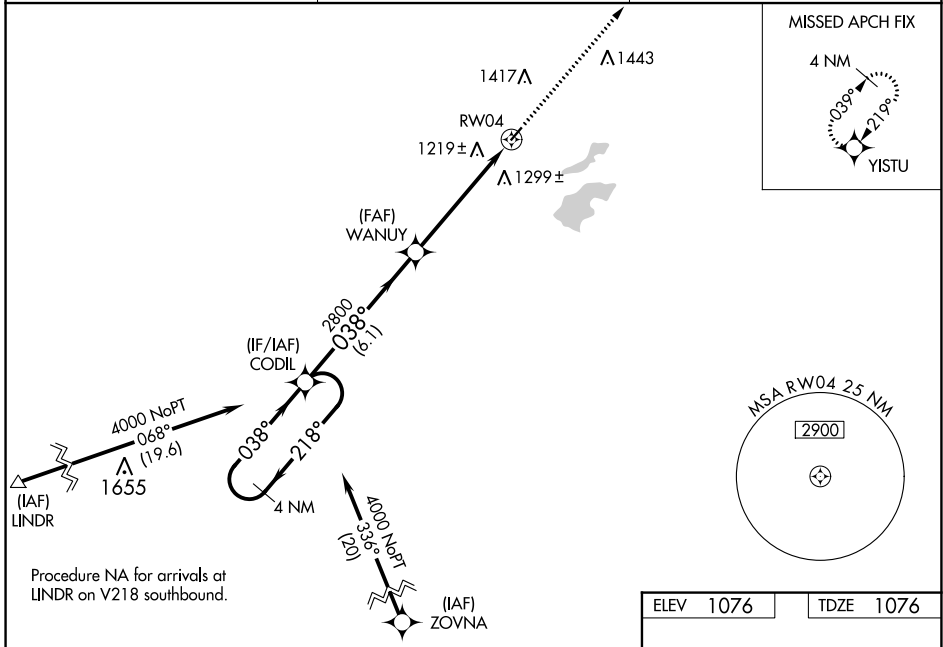 MISSED APCH FIX
4 NM
039°
219°
YISTU
1443
1417
RW04
1219±
1299±
(FAF)
WANUY
2800
038°
(6.1)
(IF/IAF)
CODIL
4000 NoPT
068°
(19.6)
1655
(IAF)
LINDR
038°
218°
4 NM
4000 NoPT
336°
(20)
(IAF)
ZOVNA
MSA RW04 25 NM
2900
Procedure NA for arrivals at
LINDR on V218 southbound.
ELEV 1076
TDZE 1076